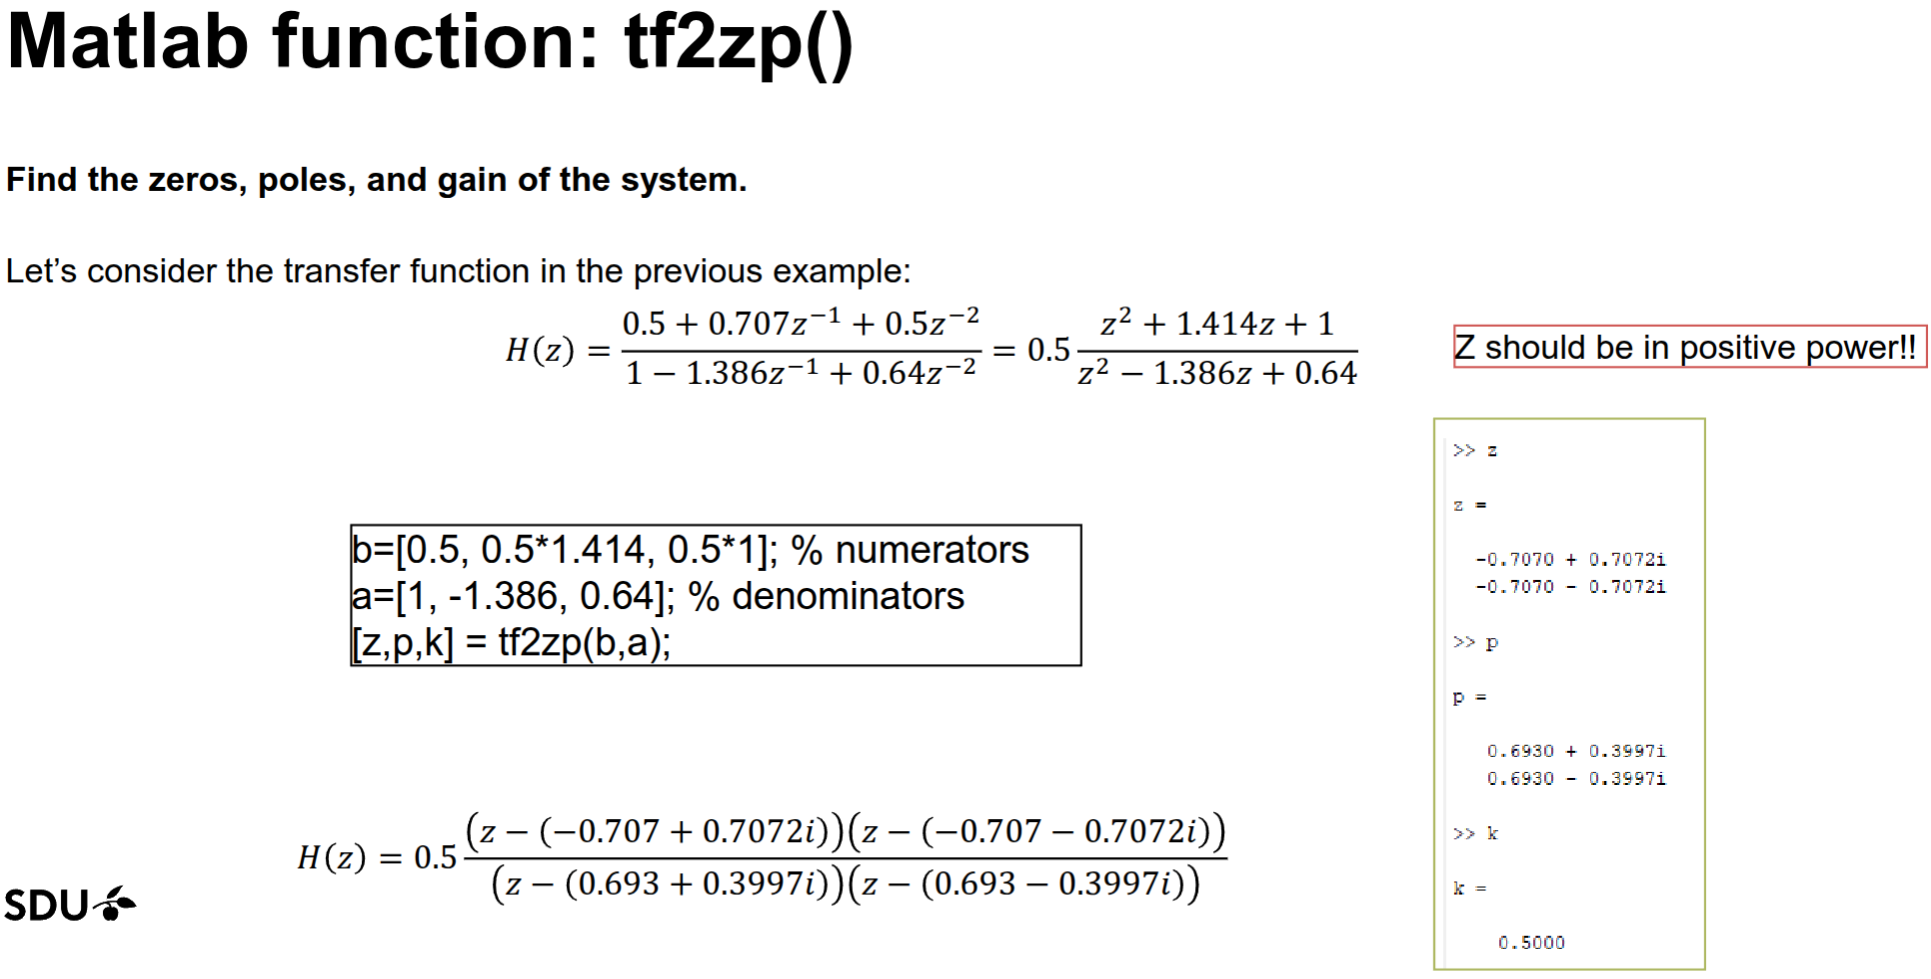 Matlab function: tf2zp()
Find the zeros, poles, and gain of the system.
Let's consider the transfer function in the previous example:
H(z) = \frac{0.5 + 0.707z^{-1} + 0.5z^{-2}}{1 − 1.386z^{-1} + 0.64z^{-2}} = 0.5 \frac{z^2 + 1.414z + 1}{z^2 − 1.386z + 0.64}
Z should be in positive power!!
b=[0.5, 0.5*1.414, 0.5*1]; % numerators
a=[1, -1.386, 0.64]; % denominators
[z,p,k] = tf2zp(b,a);
>> z
z =
-0.7070 + 0.7072i
-0.7070 - 0.7072i
>> p
p =
0.6930 + 0.3997i
0.6930 - 0.3997i
>> k
k =
0.5000
H(z) = 0.5 \frac{(z − (−0.707 + 0.7072i))(z − (−0.707 − 0.7072i))}{(z − (0.693 + 0.3997i))(z − (0.693 − 0.3997i))}
SDU